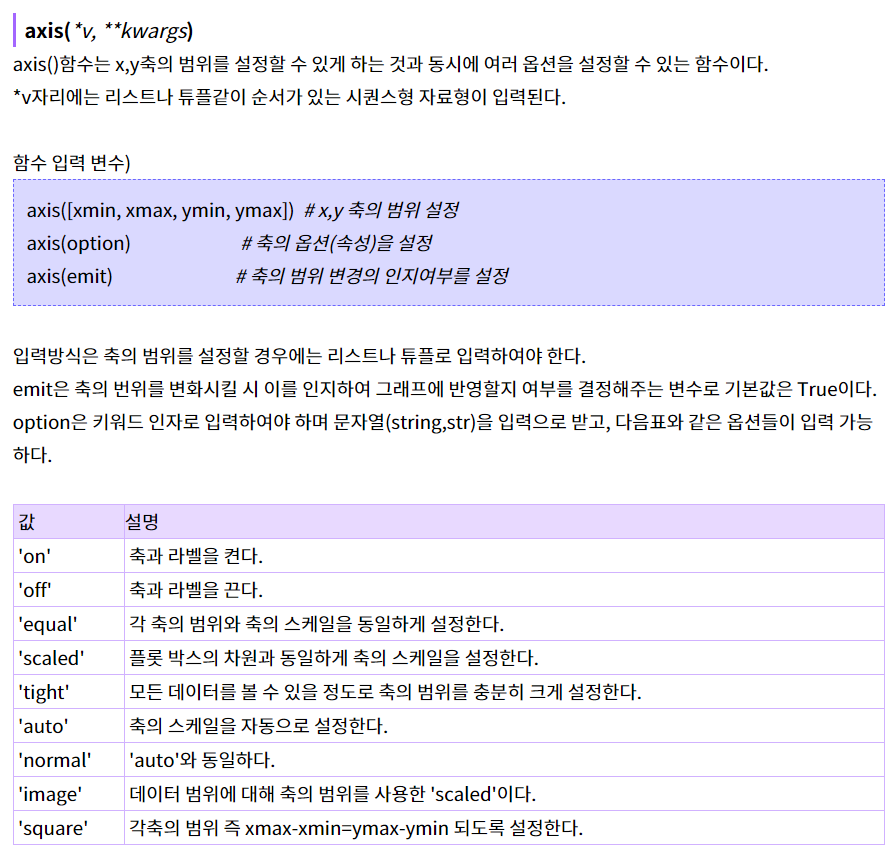 axis( *v, **kwargs)
axis()함수는 x,y축의 범위를 설정할 수 있게 하는 것과 동시에 여러 옵션을 설정할 수 있는 함수이다.
*v자리에는 리스트나 튜플같이 순서가 있는 시퀀스형 자료형이 입력된다.
함수 입력 변수)
axis([xmin, xmax, ymin, ymax]) # x,y 축의 범위 설정
axis(option) # 축의 옵션(속성)을 설정
axis(emit) # 축의 범위 변경의 인지여부를 설정
입력방식은 축의 범위를 설정할 경우에는 리스트나 튜플로 입력하여야 한다.
emit은 축의 번위를 변화시킬 시 이를 인지하여 그래프에 반영할지 여부를 결정해주는 변수로 기본값은 True이다.
option은 키워드 인자로 입력하여야 하며 문자열(string,str)을 입력으로 받고, 다음표와 같은 옵션들이 입력 가능
하다.
값 설명
'on' 축과 라벨을 켠다.
'off' 축과 라벨을 끈다.
'equal' 각 축의 범위와 축의 스케일을 동일하게 설정한다.
'scaled' 플롯 박스의 차원과 동일하게 축의 스케일을 설정한다.
'tight' 모든 데이터를 볼 수 있을 정도로 축의 범위를 충분히 크게 설정한다.
'auto' 축의 스케일을 자동으로 설정한다.
'normal' 'auto'와 동일하다.
'image' 데이터 범위에 대해 축의 범위를 사용한 'scaled'이다.
'square' 각축의 범위 즉 xmax-xmin=ymax-ymin 되도록 설정한다.